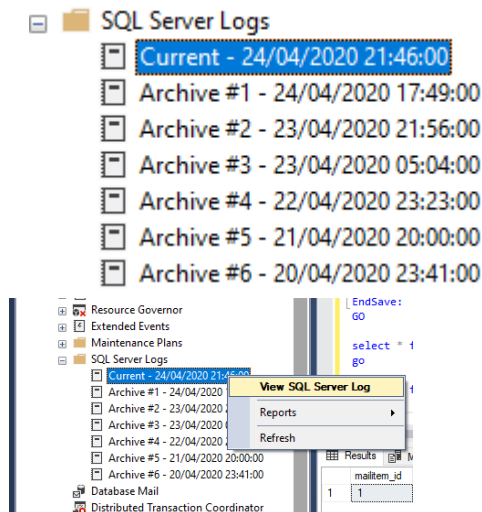 SQL Server Logs
Current - 24/04/2020 21:46:00
Archive #1 - 24/04/2020 17:49:00
Archive #2 - 23/04/2020 21:56:00
Archive #3 - 23/04/2020 05:04:00
Archive #4 - 22/04/2020 23:23:00
Archive #5 - 21/04/2020 20:00:00
Archive #6 - 20/04/2020 23:41:00
Resource Governor
Extended Events
Maintenance Plans
SQL Server Logs
Current - 24/04/2020 21:46:00
Archive #1 - 24/04/2020
Archive #2 - 23/04/2020
Archive #3 - 23/04/2020
Archive #4 - 22/04/2020
Archive #5 - 21/04/2020 20:00:00
Archive #6 - 20/04/2020 23:41:00
Database Mail
Distributed Transaction Coordinator
View SQL Server Log
Reports
Refresh
EndSave:
GO
select * f
go
Results M
mailitem_id
1 1